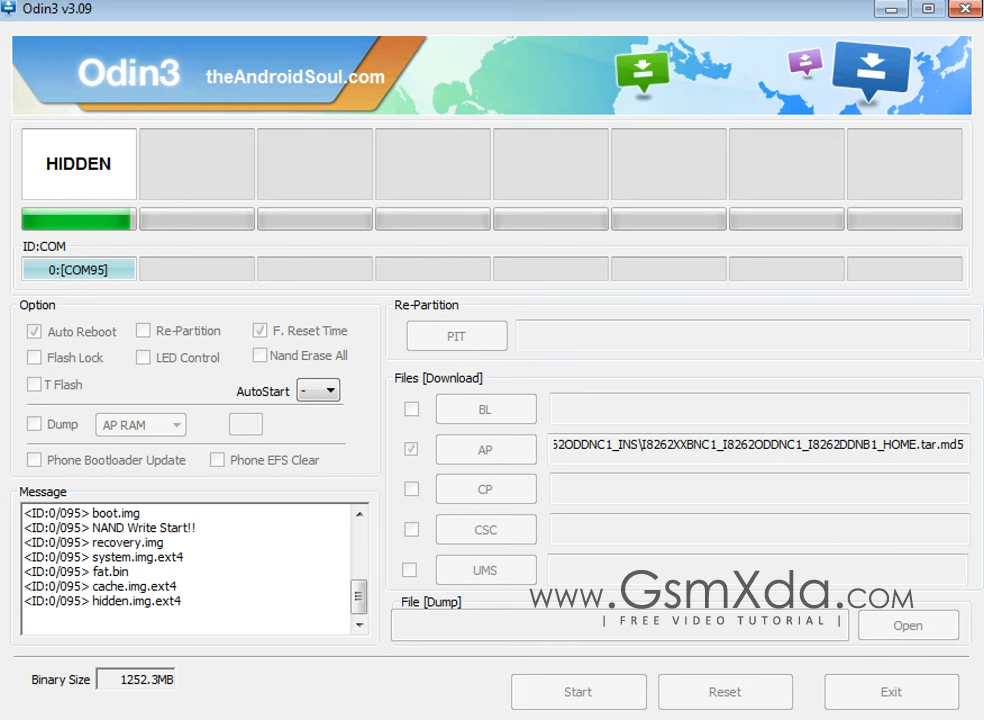 Odin3 v3.09
Odin3 theAndroidSoul.com
HIDDEN
ID:COM
0:[COM95]
Option
Auto Reboot
Re-Partition
F. Reset Time
Flash Lock
LED Control
Nand Erase All
T Flash
AutoStart -
Dump
AP RAM
Phone Bootloader Update
Phone EFS Clear
Message
<ID:0/095> boot.img
<ID:0/095> NAND Write Start!!
<ID:0/095> recovery.img
<ID:0/095> system.img.ext4
<ID:0/095> fat.bin
<ID:0/095> cache.img.ext4
<ID:0/095> hidden.img.ext4
Re-Partition
PIT
Files [Download]
BL
AP
62ODDNC1_INS\I8262XXBNC1_I8262ODDNC1_I8262DDNB1_HOME.tar.md5
CP
CSC
UMS
File [Dump]
Open
www.GsmXda.com
| FREE VIDEO TUTORIAL |
Binary Size 1252.3MB
Start
Reset
Exit